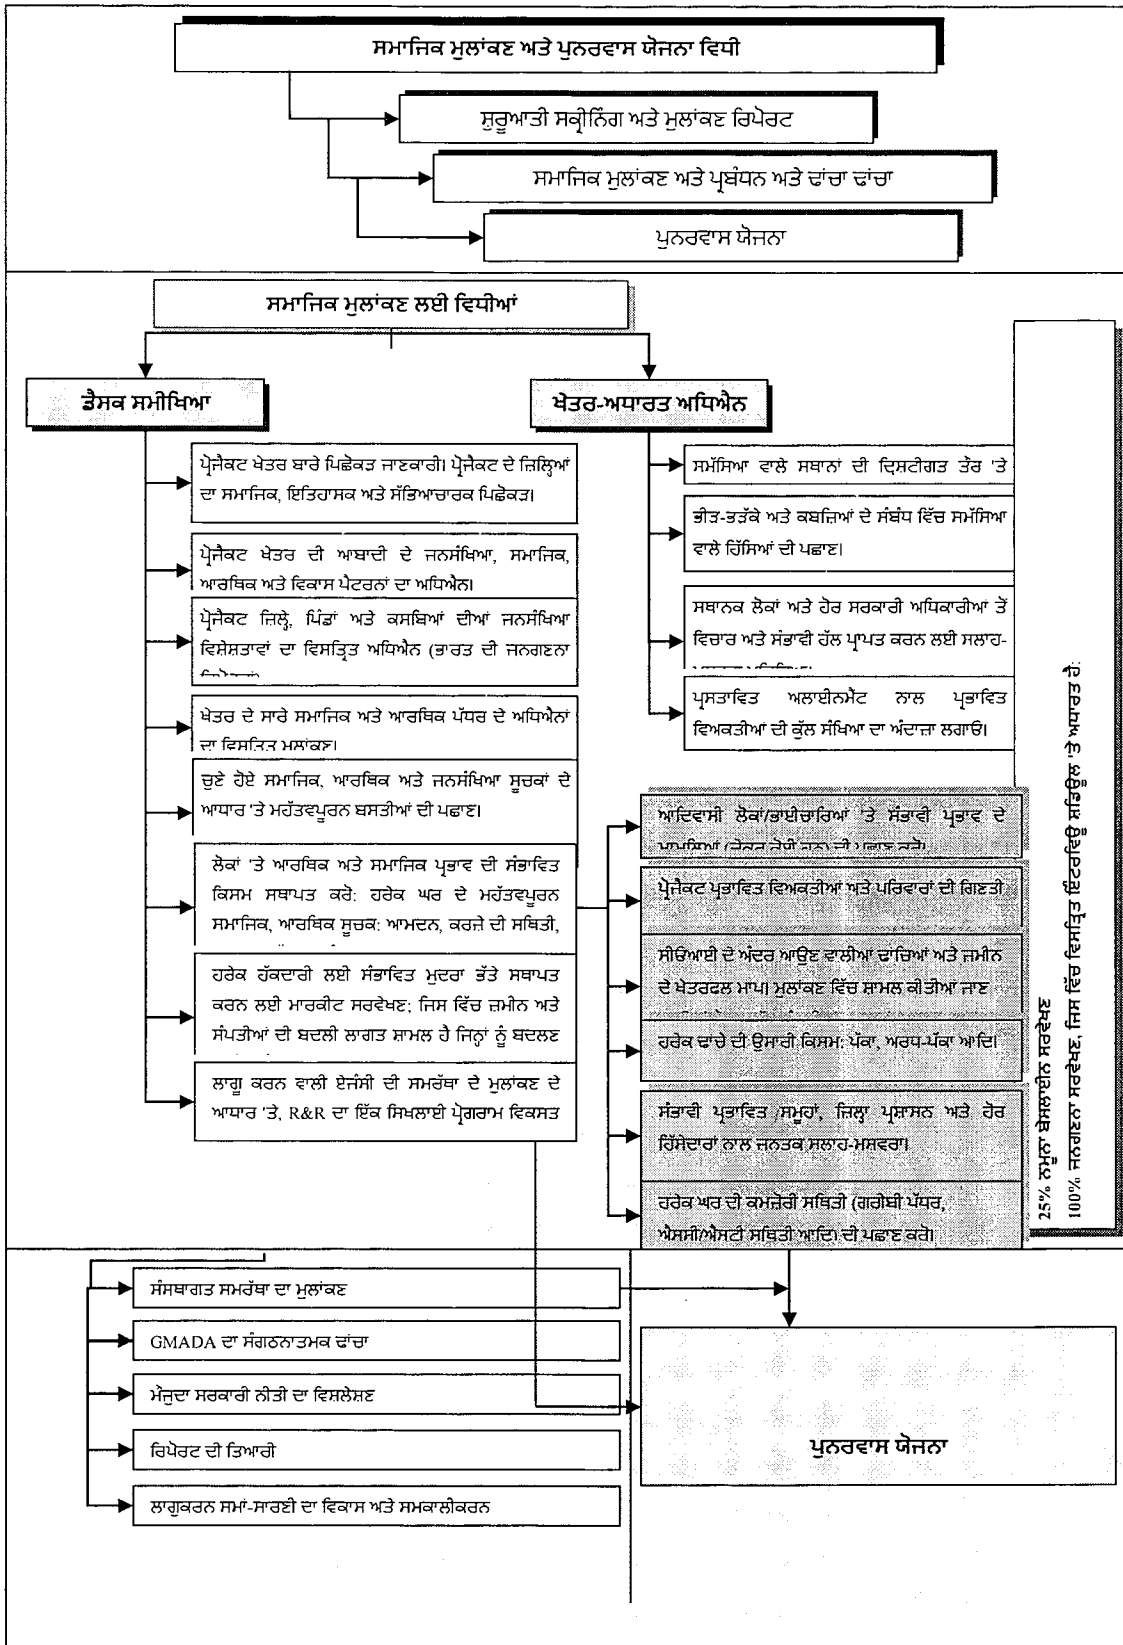 ਸਮਾਜਿਕ ਮੁਲਾਂਕਣ ਅਤੇ ਪੁਨਰਵਾਸ ਯੋਜਨਾ ਵਿਧੀ
ਸ਼ੁਰੂਆਤੀ ਸਕ੍ਰੀਨਿੰਗ ਅਤੇ ਮੁਲਾਂਕਣ ਰਿਪੋਰਟ
ਸਮਾਜਿਕ ਮੁਲਾਂਕਣ ਅਤੇ ਪ੍ਰਬੰਧਨ ਅਤੇ ਢਾਂਚਾ ਢਾਂਚਾ
ਪੁਨਰਵਾਸ ਯੋਜਨਾ
ਸਮਾਜਿਕ ਮੁਲਾਂਕਣ ਲਈ ਵਿਧੀਆਂ
ਡੈਸਕ ਸਮੀਖਿਆ
ਪ੍ਰੋਜੈਕਟ ਖੇਤਰ ਬਾਰੇ ਪਿਛੋਕੜ ਜਾਣਕਾਰੀ। ਪ੍ਰੋਜੈਕਟ ਦੇ ਜ਼ਿਲ੍ਹਿਆਂ
ਦਾ ਸਮਾਜਿਕ, ਇਤਿਹਾਸਕ ਅਤੇ ਸੱਭਿਆਚਾਰਕ ਪਿਛੋਕੜ।
ਪ੍ਰੋਜੈਕਟ ਖੇਤਰ ਦੀ ਆਬਾਦੀ ਦੇ ਜਨਸੰਖਿਆ, ਸਮਾਜਿਕ,
ਆਰਥਿਕ ਅਤੇ ਵਿਕਾਸ ਪੈਟਰਨਾਂ ਦਾ ਅਧਿਐਨ।
ਪ੍ਰੋਜੈਕਟ ਜ਼ਿਲ੍ਹੇ, ਪਿੰਡਾਂ ਅਤੇ ਕਸਬਿਆਂ ਦੀਆਂ ਜਨਸੰਖਿਆ
ਵਿਸ਼ੇਸ਼ਤਾਵਾਂ ਦਾ ਵਿਸਤ੍ਰਿਤ ਅਧਿਐਨ (ਭਾਰਤ ਦੀ ਜਨਗਣਨਾ
ਖੇਤਰ ਦੇ ਸਾਰੇ ਸਮਾਜਿਕ ਅਤੇ ਆਰਥਿਕ ਪੱਧਰ ਦੇ ਅਧਿਐਨਾਂ
ਦਾ ਵਿਸਤ੍ਰਿਤ ਮੁਲਾਂਕਣ।
ਚੁਣੇ ਹੋਏ ਸਮਾਜਿਕ, ਆਰਥਿਕ ਅਤੇ ਜਨਸੰਖਿਆ ਸੂਚਕਾਂ ਦੇ
ਆਧਾਰ 'ਤੇ ਮਹੱਤਵਪੂਰਨ ਬਸਤੀਆਂ ਦੀ ਪਛਾਣ।
ਲੋਕਾਂ 'ਤੇ ਆਰਥਿਕ ਅਤੇ ਸਮਾਜਿਕ ਪ੍ਰਭਾਵ ਦੀ ਸੰਭਾਵਿਤ
ਕਿਸਮ ਸਥਾਪਤ ਕਰੋ: ਹਰੇਕ ਘਰ ਦੇ ਮਹੱਤਵਪੂਰਨ
ਸਮਾਜਿਕ, ਆਰਥਿਕ ਸੂਚਕ: ਆਮਦਨ, ਕਰਜ਼ੇ ਦੀ ਸਥਿਤੀ,
ਹਰੇਕ ਹੱਕਦਾਰੀ ਲਈ ਸੰਭਾਵਿਤ ਮੁਦਰਾ ਭੱਤੇ ਸਥਾਪਤ
ਕਰਨ ਲਈ ਮਾਰਕੀਟ ਸਰਵੇਖਣ; ਜਿਸ ਵਿੱਚ ਜ਼ਮੀਨ ਅਤੇ
ਸੰਪਤੀਆਂ ਦੀ ਬਦਲੀ ਲਾਗਤ ਸ਼ਾਮਲ ਹੈ ਜਿਨ੍ਹਾਂ ਨੂੰ ਬਦਲਣ
ਲਾਗੂ ਕਰਨ ਵਾਲੀ ਏਜੰਸੀ ਦੀ ਸਮਰੱਥਾ ਦੇ ਮੁਲਾਂਕਣ ਦੇ
ਆਧਾਰ 'ਤੇ, R&R ਦਾ ਇੱਕ ਸਿਖਲਾਈ ਪ੍ਰੋਗਰਾਮ ਵਿਕਸਤ
ਖੇਤਰ-ਅਧਾਰਤ ਅਧਿਐਨ
ਸਮੱਸਿਆ ਵਾਲੇ ਸਥਾਨਾਂ ਦੀ ਦ੍ਰਿਸ਼ਟੀਗਤ ਤੌਰ 'ਤੇ
ਭੀੜ-ਭੜੱਕੇ ਅਤੇ ਕਬਜ਼ਿਆਂ ਦੇ ਸੰਬੰਧ ਵਿੱਚ ਸਮੱਸਿਆ
ਵਾਲੇ ਹਿੱਸਿਆਂ ਦੀ ਪਛਾਣ।
ਸਥਾਨਕ ਲੋਕਾਂ ਅਤੇ ਹੋਰ ਸਰਕਾਰੀ ਅਧਿਕਾਰੀਆਂ ਤੋਂ
ਵਿਚਾਰ ਅਤੇ ਸੰਭਾਵੀ ਹੱਲ ਪ੍ਰਾਪਤ ਕਰਨ ਲਈ ਸਲਾਹ-
ਪ੍ਰਸਤਾਵਿਤ ਅਲਾਈਨਮੈਂਟ ਨਾਲ ਪ੍ਰਭਾਵਿਤ
ਵਿਅਕਤੀਆਂ ਦੀ ਕੁੱਲ ਸੰਖਿਆ ਦਾ ਅੰਦਾਜ਼ਾ ਲਗਾਓ।
ਆਦਿਵਾਸੀ ਲੋਕਾਂ/ਭਾਈਚਾਰਿਆਂ 'ਤੇ ਸੰਭਾਵੀ ਪ੍ਰਭਾਵ ਦੇ
ਪ੍ਰੋਜੈਕਟ ਪ੍ਰਭਾਵਿਤ ਵਿਅਕਤੀਆਂ ਅਤੇ ਪਰਿਵਾਰਾਂ ਦੀ ਗਿਣਤੀ
ਸੀਓਆਈ ਦੇ ਅੰਦਰ ਆਉਣ ਵਾਲੀਆਂ ਢਾਂਚਿਆਂ ਅਤੇ ਜ਼ਮੀਨ
ਦੇ ਖੇਤਰਫਲ ਮਾਪ। ਮੁਲਾਂਕਣ ਵਿੱਚ ਸ਼ਾਮਲ ਕੀਤੀਆਂ ਜਾਣ
ਹਰੇਕ ਢਾਂਚੇ ਦੀ ਉਸਾਰੀ ਕਿਸਮ: ਪੱਕਾ, ਅਰਧ-ਪੱਕਾ ਆਦਿ।
ਸੰਭਾਵੀ ਪ੍ਰਭਾਵਿਤ ਸਮੂਹਾਂ, ਜ਼ਿਲ੍ਹਾ ਪ੍ਰਸ਼ਾਸਨ ਅਤੇ ਹੋਰ
ਹਿੱਸੇਦਾਰਾਂ ਨਾਲ ਜਨਤਕ ਸਲਾਹ-ਮਸ਼ਵਰਾ।
ਹਰੇਕ ਘਰ ਦੀ ਕਮਜ਼ੋਰੀ ਸਥਿਤੀ (ਗਰੀਬੀ ਪੱਧਰ,
ਐਸਸੀ/ਐਸਟੀ ਸਥਿਤੀ ਆਦਿ) ਦੀ ਪਛਾਣ ਕਰੋ।
25% ਨਮੂਨਾ ਬੇਸਲਾਈਨ ਸਰਵੇਖਣ
100% ਜਨਗਣਨਾ ਸਰਵੇਖਣ, ਜਿਸ ਵਿੱਚ ਵਿਸਤ੍ਰਿਤ ਇੰਟਰਵਿਊ ਸ਼ਡਿਊਲ 'ਤੇ ਅਧਾਰਤ ਹੈ:
ਸੰਸਥਾਗਤ ਸਮਰੱਥਾ ਦਾ ਮੁਲਾਂਕਣ
GMADA ਦਾ ਸੰਗਠਨਾਤਮਕ ਢਾਂਚਾ
ਮੌਜੂਦਾ ਸਰਕਾਰੀ ਨੀਤੀ ਦਾ ਵਿਸ਼ਲੇਸ਼ਣ
ਰਿਪੋਰਟ ਦੀ ਤਿਆਰੀ
ਲਾਗੂਕਰਨ ਸਮਾਂ-ਸਾਰਣੀ ਦਾ ਵਿਕਾਸ ਅਤੇ ਸਮਕਾਲੀਕਰਨ
ਪੁਨਰਵਾਸ ਯੋਜਨਾ